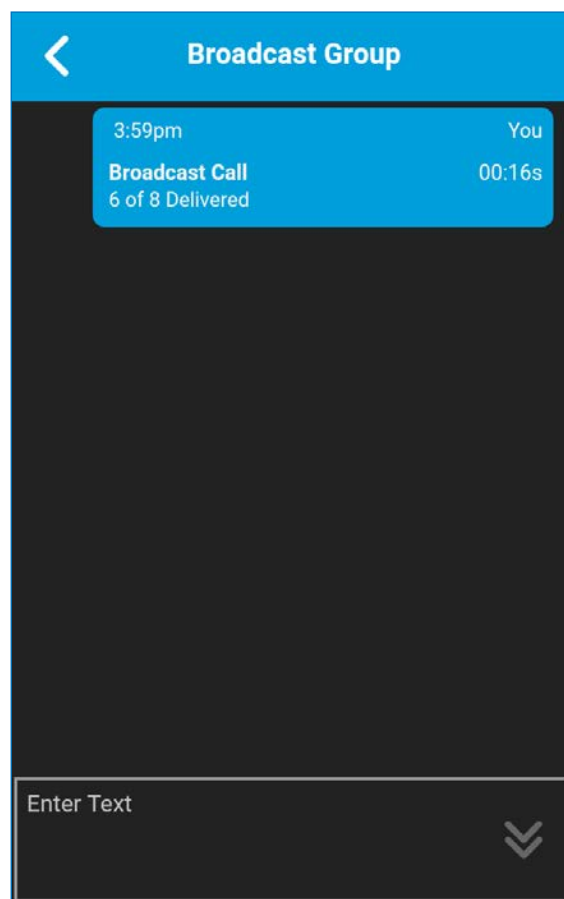 Broadcast Group
3:59pm You
Broadcast Call 00:16s
6 of 8 Delivered
Enter Text